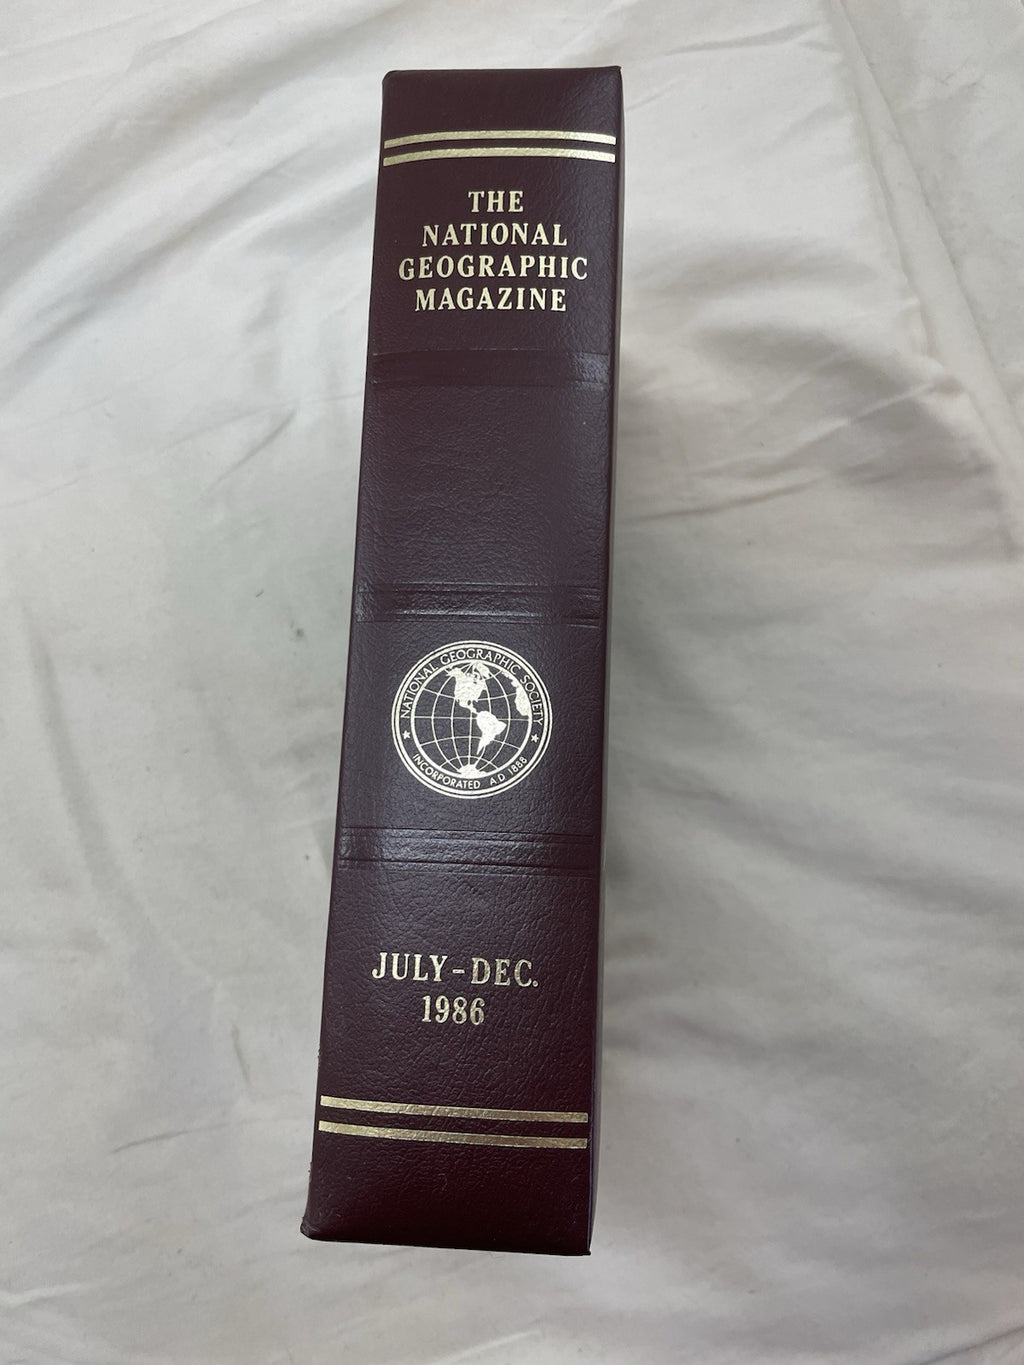 THE
NATIONAL
GEOGRAPHIC
MAGAZINE
NATIONAL GEOGRAPHIC SOCIETY
INCORPORATED A.D. 1888
JULY-DEC.
1986